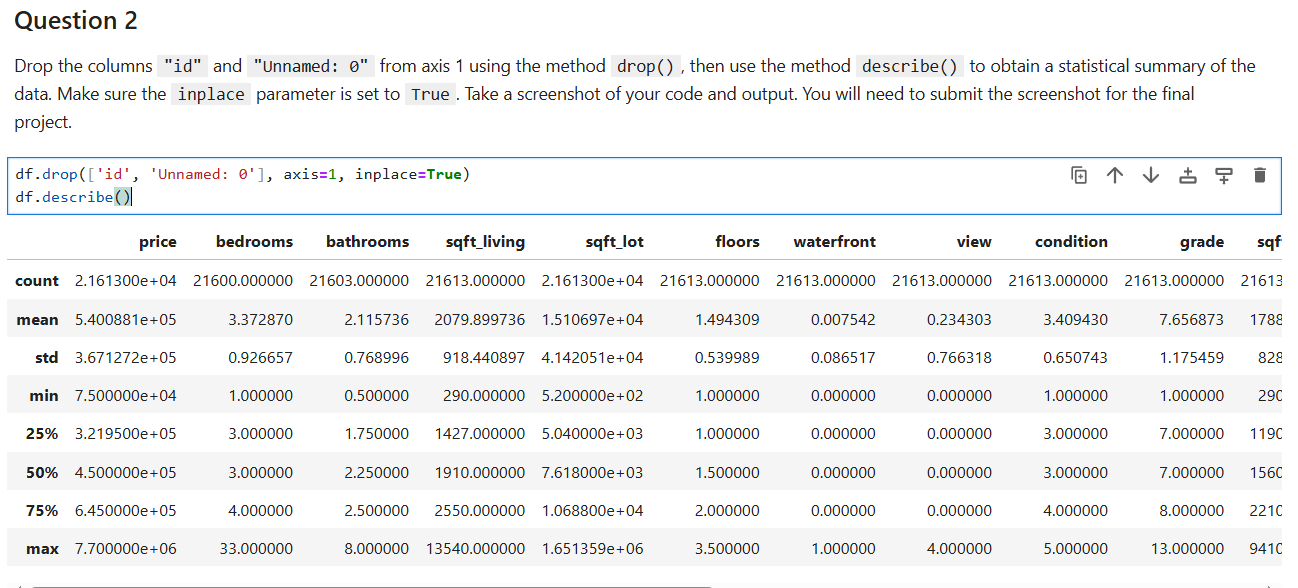 Question 2
Drop the columns "id" and "Unnamed: 0" from axis 1 using the method drop(), then use the method describe() to obtain a statistical summary of the
data. Make sure the inplace parameter is set to True. Take a screenshot of your code and output. You will need to submit the screenshot for the final
project.
df.drop(['id', 'Unnamed: 0'], axis=1, inplace=True)
df.describe()
price bedrooms bathrooms sqft_living sqft_lot floors waterfront view condition grade sqf
count 2.161300e+04 21600.000000 21603.000000 21613.000000 2.161300e+04 21613.000000 21613.000000 21613.000000 21613.000000 21613.000000 21613
mean 5.400881e+05 3.372870 2.115736 2079.899736 1.510697e+04 1.494309 0.007542 0.234303 3.409430 7.656873 1788
std 3.671272e+05 0.926657 0.768996 918.440897 4.142051e+04 0.539989 0.086517 0.766318 0.650743 1.175459 828
min 7.500000e+04 1.000000 0.500000 290.000000 5.200000e+02 1.000000 0.000000 0.000000 1.000000 1.000000 290
25% 3.219500e+05 3.000000 1.750000 1427.000000 5.040000e+03 1.000000 0.000000 0.000000 3.000000 7.000000 1190
50% 4.500000e+05 3.000000 2.250000 1910.000000 7.618000e+03 1.500000 0.000000 0.000000 3.000000 7.000000 1560
75% 6.450000e+05 4.000000 2.500000 2550.000000 1.068800e+04 2.000000 0.000000 0.000000 4.000000 8.000000 2210
max 7.700000e+06 33.000000 8.000000 13540.000000 1.651359e+06 3.500000 1.000000 4.000000 5.000000 13.000000 9410